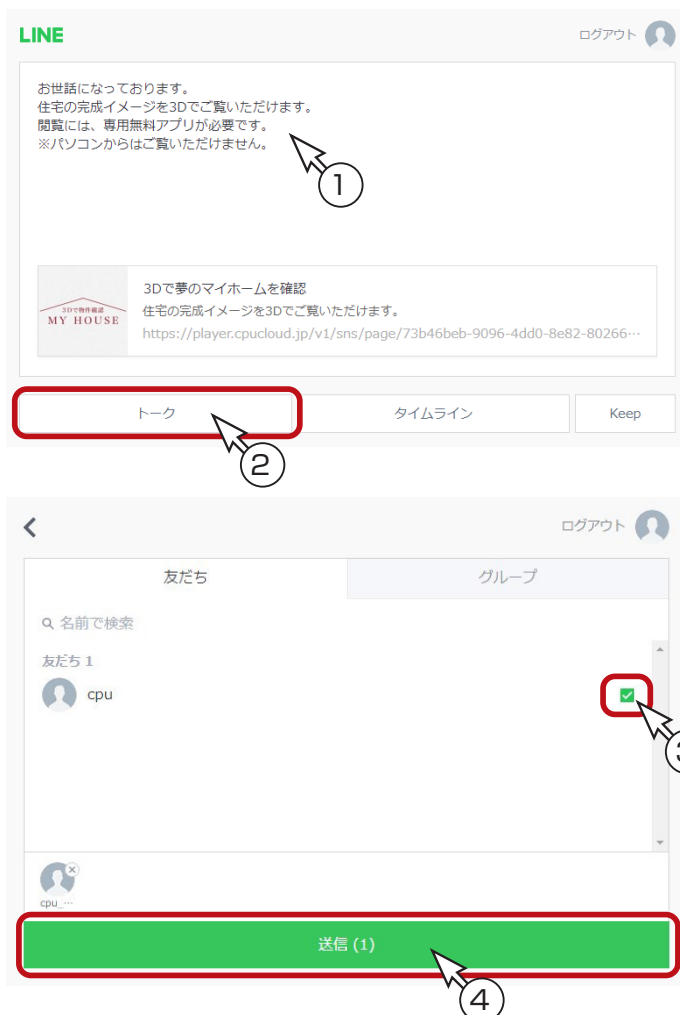 LINE
ログアウト
お世話になっております。
住宅の完成イメージを3Dでご覧いただけます。
閲覧には、専用無料アプリが必要です。
※パソコンからはご覧いただけません。
1
3Dで物件確認
MY HOUSE
3Dで夢のマイホームを確認
住宅の完成イメージを3Dでご覧いただけます。
https://player.cpucloud.jp/v1/sns/page/73b46beb-9096-4dd0-8e82-80266…
トーク
タイムライン
Keep
2
ログアウト
友だち
グループ
名前で検索
友だち 1
cpu
3
cpu_…
送信 (1)
4